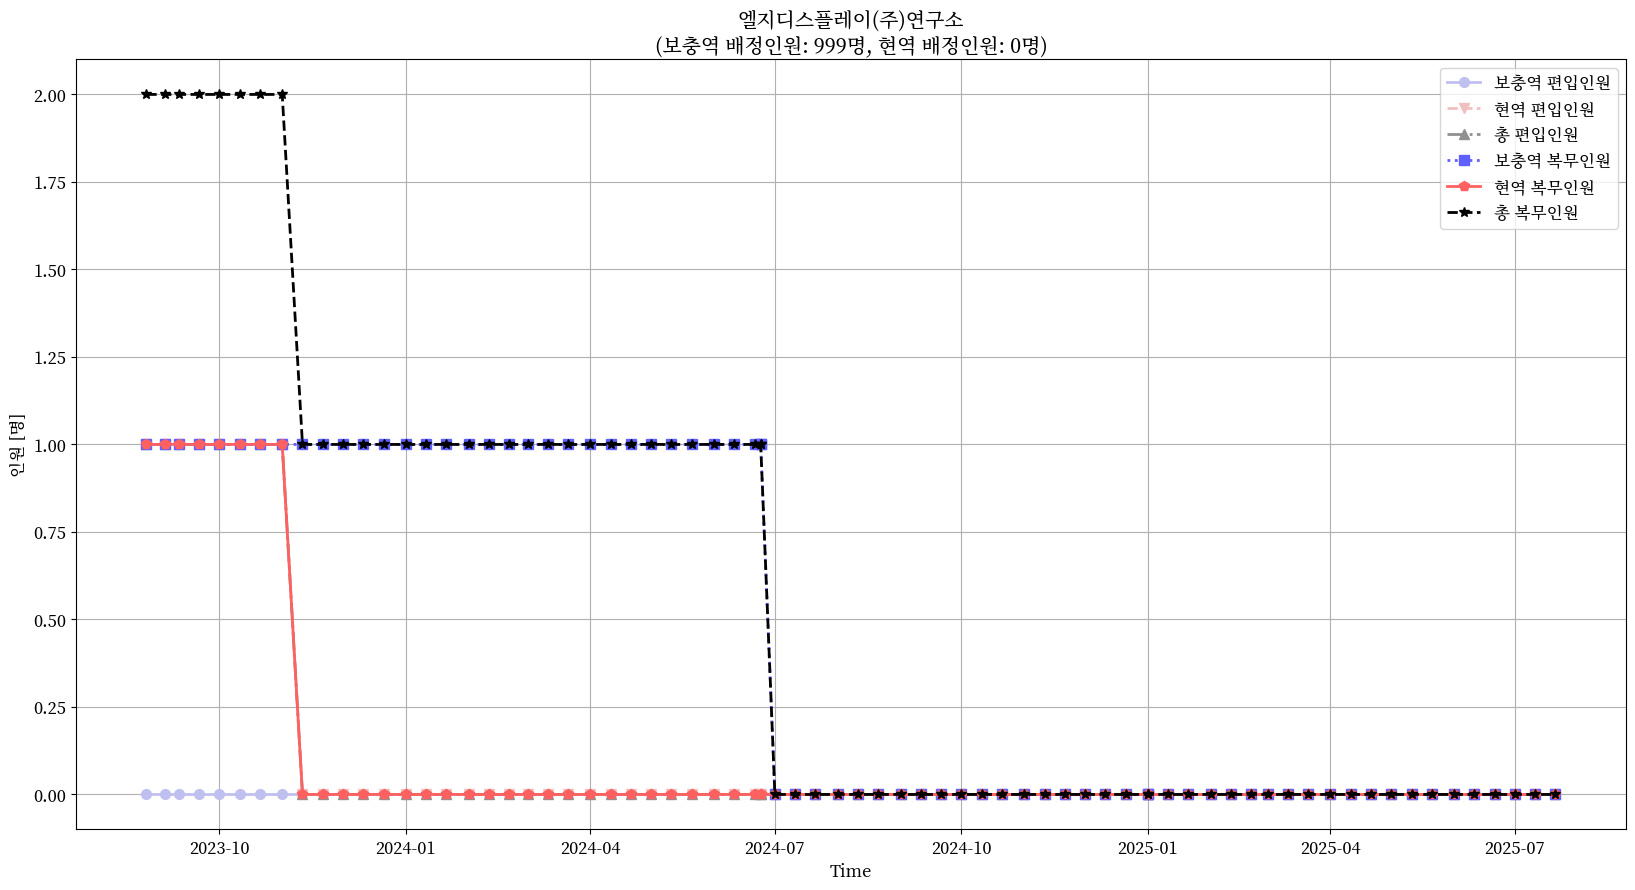 엘지디스플레이(주)연구소
(보충역 배정인원: 999명, 현역 배정인원: 0명)
보충역 편입인원
현역 편입인원
총 편입인원
보충역 복무인원
현역 복무인원
총 복무인원
인원 [명]
2.00
1.75
1.50
1.25
1.00
0.75
0.50
0.25
0.00
2023-10
2024-01
2024-04
2024-07
2024-10
2025-01
2025-04
2025-07
Time